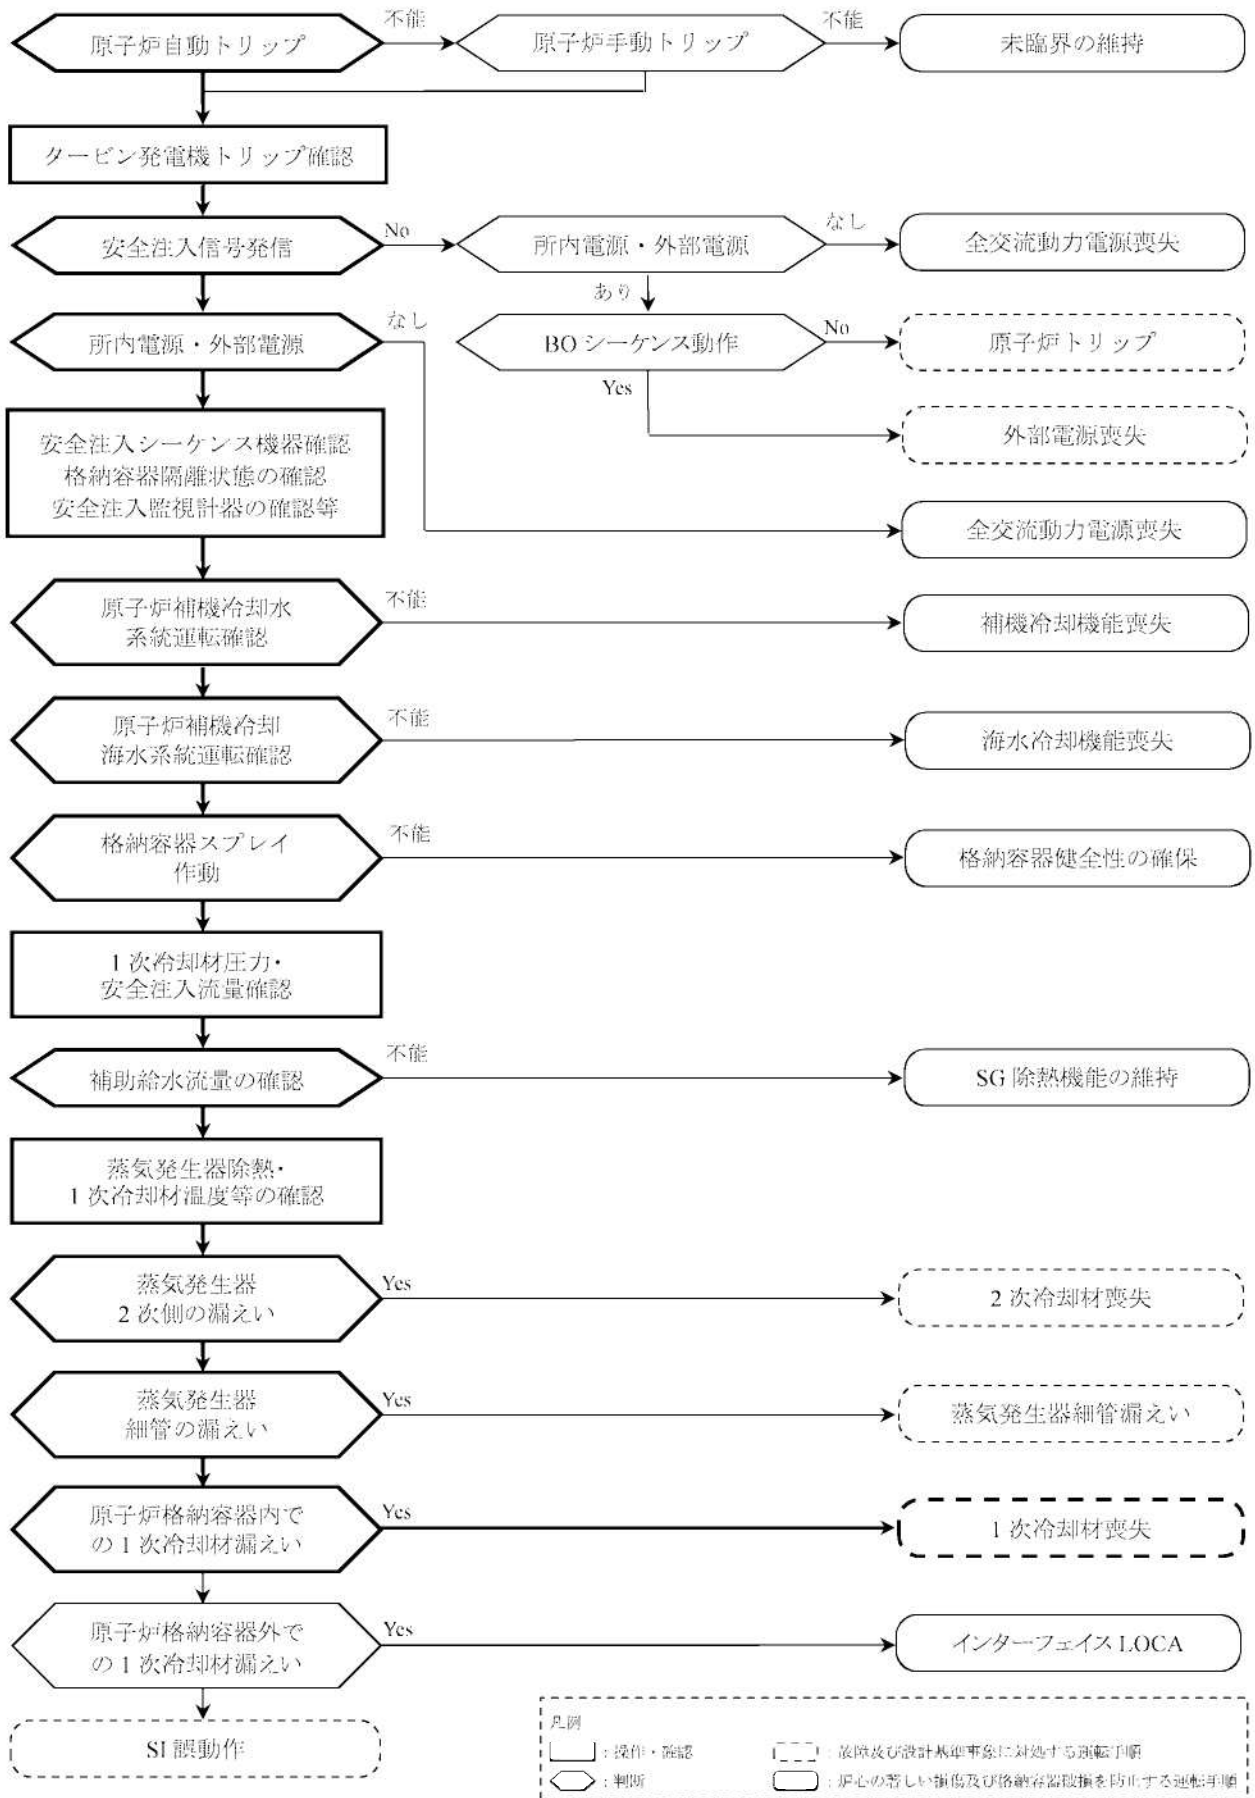 原子炉自動トリップ
不能
原子炉手動トリップ
不能
未臨界の維持
タービン発電機トリップ確認
安全注入信号発信
No
所内電源・外部電源
なし
全交流動力電源喪失
あり
所内電源・外部電源
なし
BO シーケンス動作
No
原子炉トリップ
Yes
外部電源喪失
安全注入シーケンス機器確認
格納容器隔離状態の確認
安全注入監視計器の確認等
全交流動力電源喪失
原子炉補機冷却水
系統運転確認
不能
補機冷却機能喪失
原子炉補機冷却
海水系統運転確認
不能
海水冷却機能喪失
格納容器スプレイ
作動
不能
格納容器健全性の確保
1 次冷却材圧力・
安全注入流量確認
補助給水流量の確認
不能
SG 除熱機能の維持
蒸気発生器除熱・
1 次冷却材温度等の確認
蒸気発生器
2 次側の漏えい
Yes
2 次冷却材喪失
蒸気発生器
細管の漏えい
Yes
蒸気発生器細管漏えい
原子炉格納容器内で
の 1 次冷却材漏えい
Yes
1 次冷却材喪失
原子炉格納容器外で
の 1 次冷却材漏えい
Yes
インターフェイス LOCA
SI 誤動作
凡例
：操作・確認
：故障及び設計基準事象に対処する運転手順
：判断
：炉心の著しい損傷及び格納容器破損を防止する運転手順